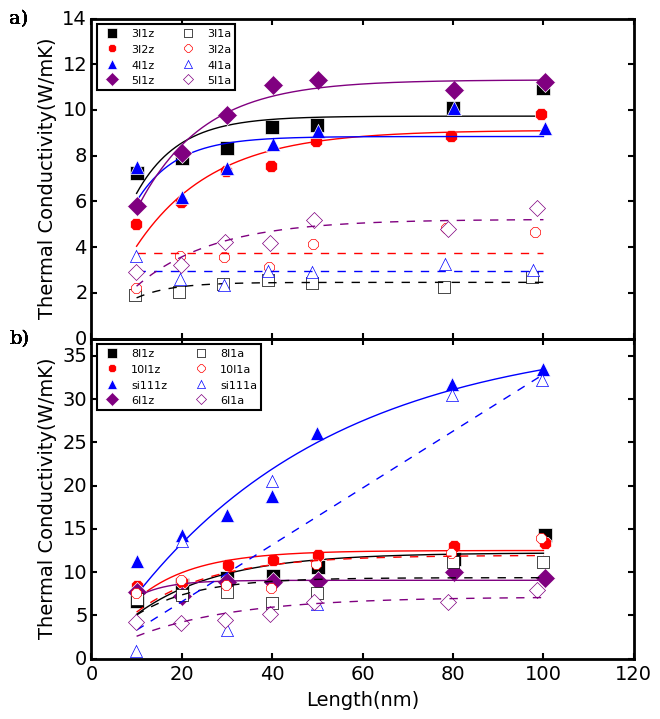 a)
14
12
10
8
6
4
2
0
Thermal Conductivity(W/mK)
3l1z 3l1a
3l2z 3l2a
4l1z 4l1a
5l1z 5l1a
b)
35
30
25
20
15
10
5
0
Thermal Conductivity(W/mK)
8l1z 8l1a
10l1z 10l1a
si111z si111a
6l1z 6l1a
0 20 40 60 80 100 120
Length(nm)